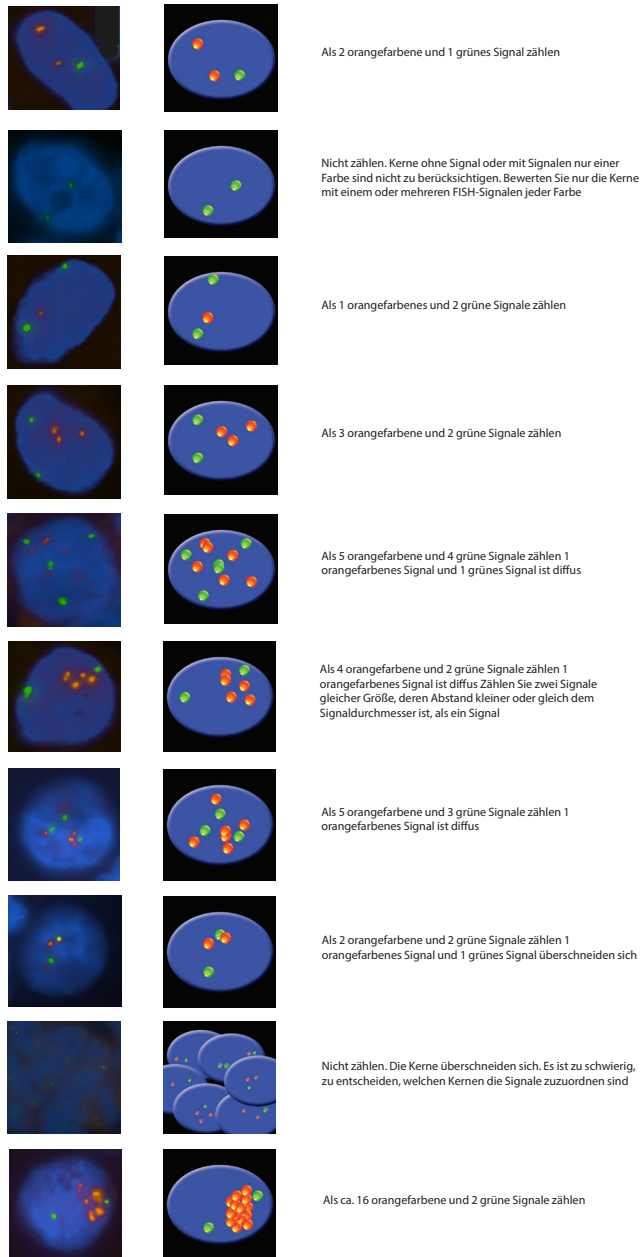 Als 2 orangefarbene und 1 grünes Signal zählen
Nicht zählen. Kerne ohne Signal oder mit Signalen nur einer
Farbe sind nicht zu berücksichtigen. Bewerten Sie nur die Kerne
mit einem oder mehreren FISH-Signalen jeder Farbe
Als 1 orangefarbenes und 2 grüne Signale zählen
Als 3 orangefarbene und 2 grüne Signale zählen
Als 5 orangefarbene und 4 grüne Signale zählen 1
orangefarbenes Signal und 1 grünes Signal ist diffus
Als 4 orangefarbene und 2 grüne Signale zählen 1
orangefarbenes Signal ist diffus Zählen Sie zwei Signale
gleicher Größe, deren Abstand kleiner oder gleich dem
Signaldurchmesser ist, als ein Signal
Als 5 orangefarbene und 3 grüne Signale zählen 1
orangefarbenes Signal ist diffus
Als 2 orangefarbene und 2 grüne Signale zählen 1
orangefarbenes Signal und 1 grünes Signal überschneiden sich
Nicht zählen. Die Kerne überschneiden sich. Es ist zu schwierig,
zu entscheiden, welchen Kernen die Signale zuzuordnen sind
Als ca. 16 orangefarbene und 2 grüne Signale zählen